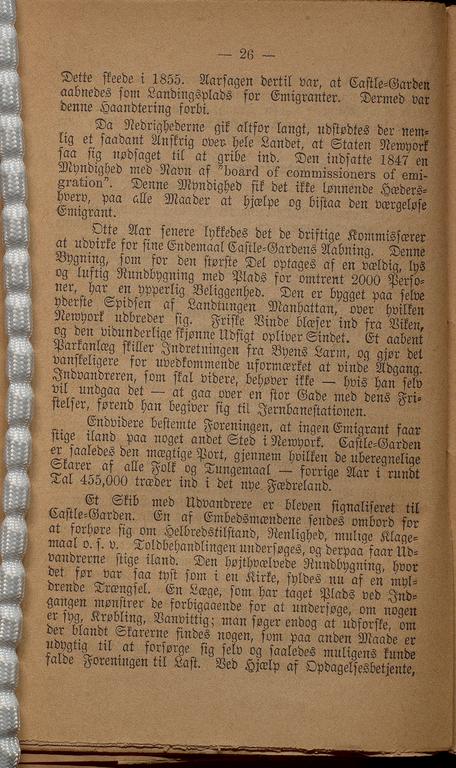 — 26 —
Dette skeede i 1855. Aarsagen dertil var, at Castle-Garden
aabnedes som Landingsplads for Emigranter. Dermed var
denne Haandtering forbi.
Da Nedrighederne gik altfor langt, udstødtes der nem-
lig et saadant Anskrig over hele Landet, at Staten Newyork
saa sig nødsaget til at gribe ind. Den indsatte 1847 en
Myndighed med Navn af "board of commissioners of emi-
gration". Denne Myndighed fik det ikke lønnende Hæders-
hverv, paa alle Maader at hjælpe og bistaa den værgeløse
Emigrant.
Otte Aar senere lykkedes det de driftige Kommissærer
at udvirke for sine Endemaal Castle-Gardens Aabning. Denne
Bygning, som for den største Del optages af en vældig, lys
og luftig Rundbygning med Plads for omtrent 2000 Perso-
ner, har en ypperlig Beliggenhed. Den er bygget paa selve
yderste Spidsen af Landtungen Manhattan, over hvilken
Newyork udbreder sig. Friske Vinde blæser ind fra Viken,
og den vidunderlige skjønne Udsigt opliver Sindet. Et aabent
Parkanlæg skiller Indretningen fra Byens Larm, og gjør det
vanskeligere for uvedkommende uformærket at vinde Adgang.
Indvandreren, som skal videre, behøver ikke — hvis han selv
vil undgaa det — at gaa over en stor Gade med dens Fri-
stelser, førend han begiver sig til Jernbanestationen.
Endvidere bestemte Foreningen, at ingen Emigrant faar
stige iland paa noget andet Sted i Newyork. Castle-Garden
er saaledes den mægtige Port, gjennem hvilken de uberegnelige
Skarer af alle Folk og Tungemaal — forrige Aar i rundt
Tal 455,000 træder ind i det nye Fædreland.
Et Skib med Udvandrere er bleven signaliseret til
Castle-Garden. En af Embedsmændene sendes ombord for
at forhøre sig om Helbredstilstand, Renlighed, mulige Klage-
maal o. s. v. Toldbehandlingen undersøges, og derpaa faar Ud-
vandrerne stige iland. Den højthvælvede Rundbygning, hvor
det før var saa tyst som i en Kirke, fyldes nu af en myl-
drende Trængsel. En Læge, som har taget Plads ved Ind-
gangen mønstrer de forbigaaende for at undersøge, om nogen
er syg, Krøbling, Vanvittig; man søger endog at udforske, om
der blandt Skarerne findes nogen, som paa anden Maade er
udygtig til at forsørge sig selv og saaledes muligens kunde
falde Foreningen til Last. Ved Hjælp af Opdagelsesbetjente,